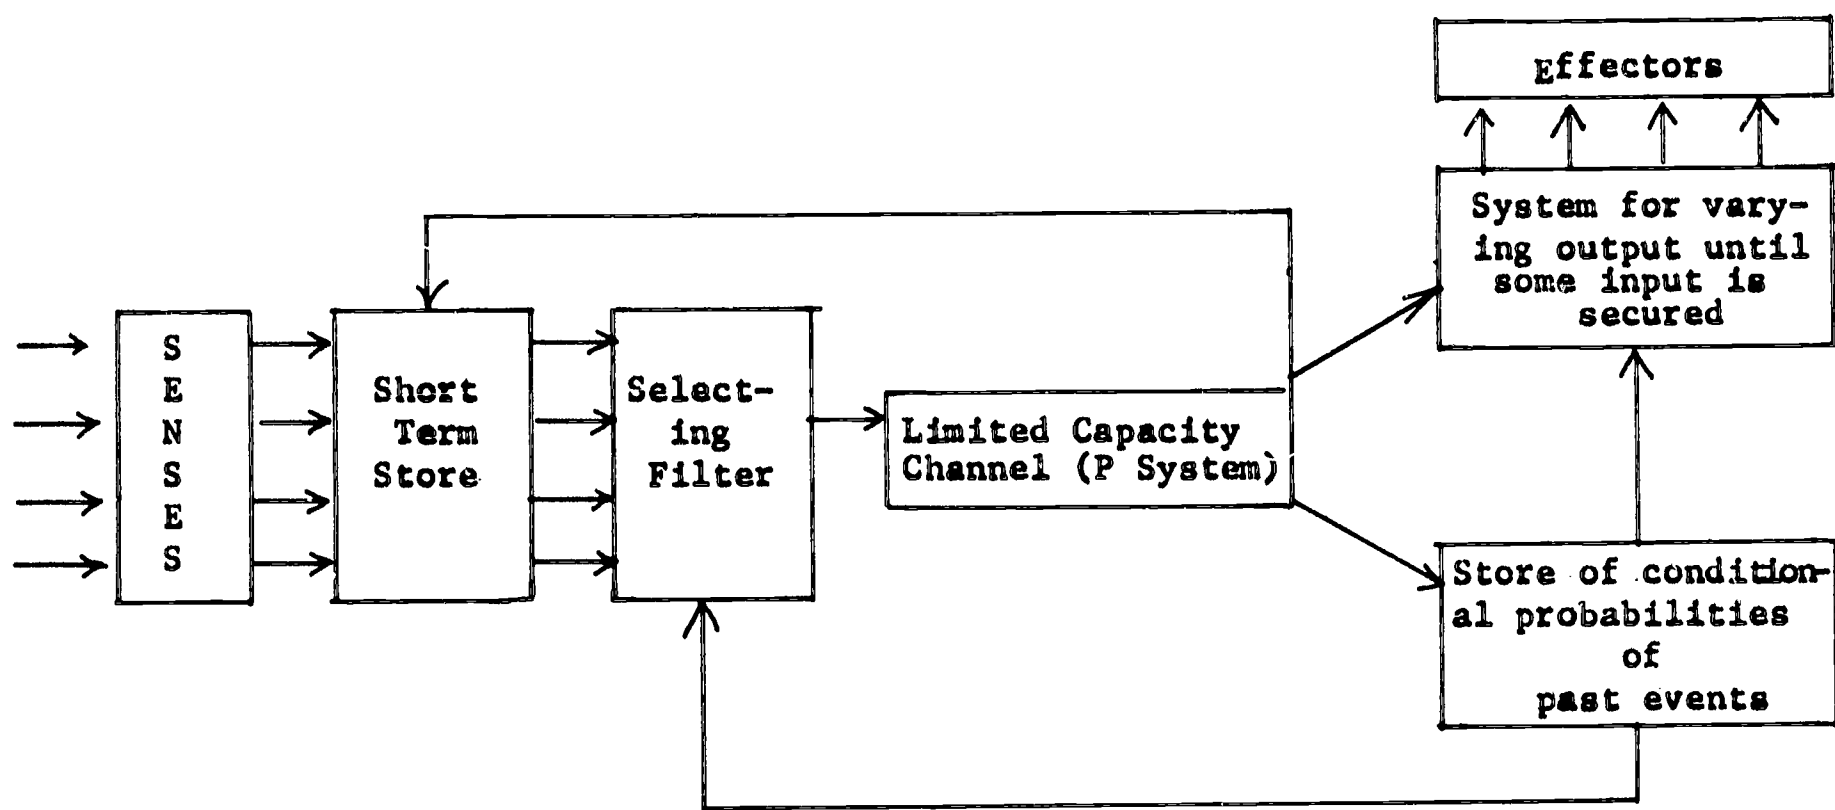 Effectors
System for vary-
ing output until
some input is
secured
S
E
N
S
E
S
Short
Term
Store
Select-
ing
Filter
Limited Capacity
Channel (P System)
Store of condition-
al probabilities
of
past events